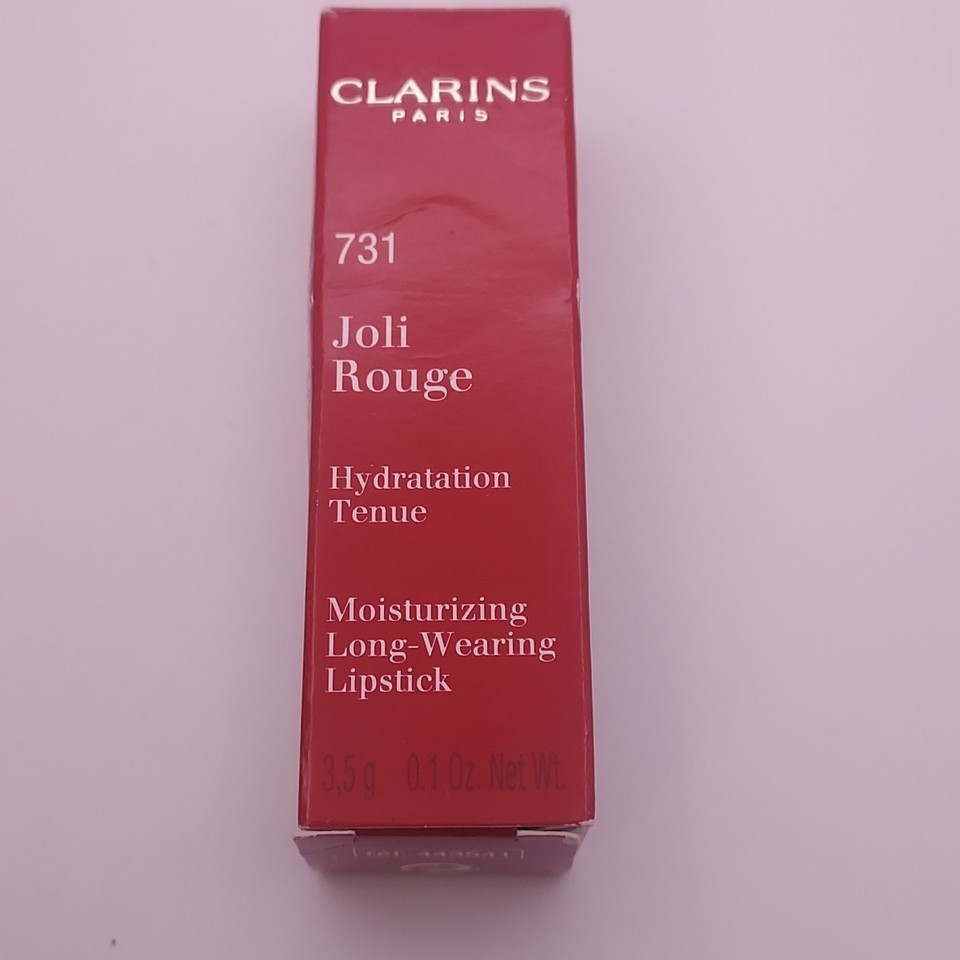 CLARINS
PARIS
731
Joli
Rouge
Hydratation
Tenue
Moisturizing
Long-Wearing
Lipstick
3,5 g 0.1 Oz. Net Wt.